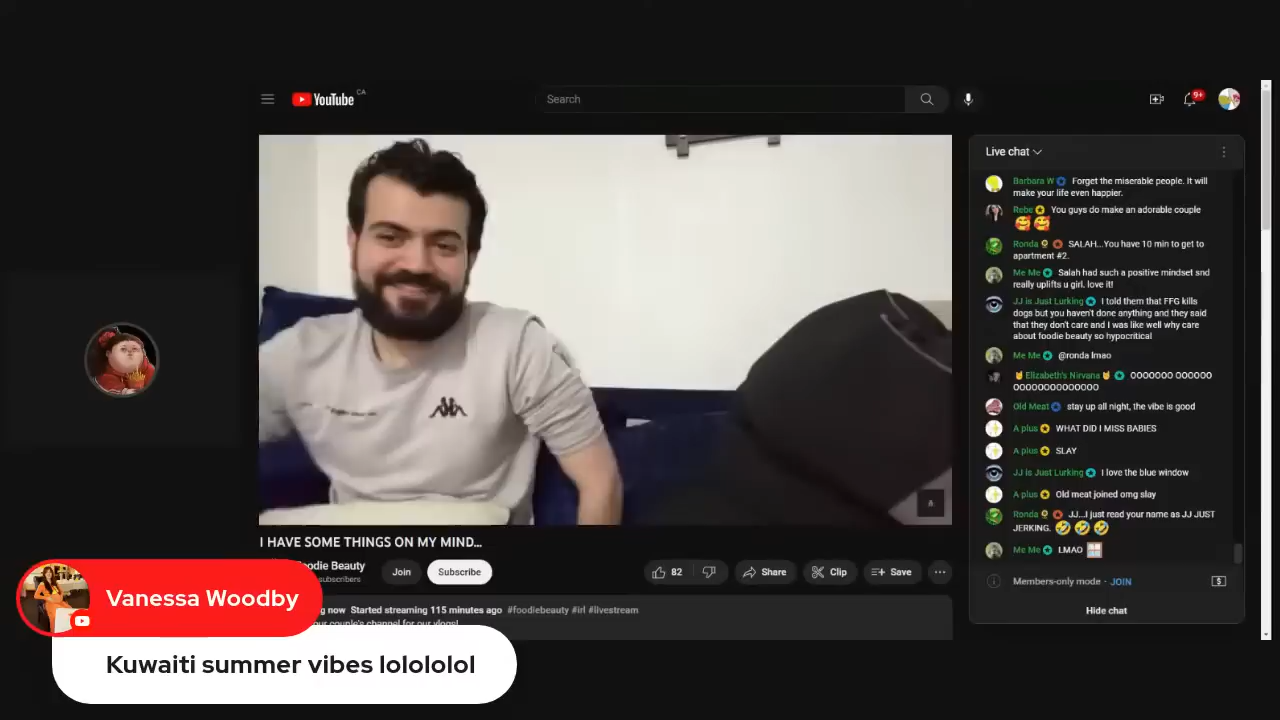 YouTube CA
Search
9+
Live chat
Barbara W Forget the miserable people. It will
make your life even happier.
Rebe You guys do make an adorable couple
Ronda SALAH...You have 10 min to get to
apartment #2.
Me Me Salah had such a positive mindset snd
really uplifts u girl. love it!
JJ is Just Lurking I told them that FFG kills
dogs but you haven't done anything and they said
that they don't care and I was like well why care
about foodie beauty so hypocritical
Me Me @ronda lmao
Elizabeth's Nirvana OOOOOOO OOOOOO
OOOOOOOOOOOOOO
Old Meat stay up all night, the vibe is good
A plus WHAT DID I MISS BABIES
A plus SLAY
JJ is Just Lurking I love the blue window
A plus Old meat joined omg slay
Ronda JJ...I just read your name as JJ JUST
JERKING.
Me Me LMAO
Members-only mode · JOIN
Hide chat
I HAVE SOME THINGS ON MY MIND...
Foodie Beauty
subscribers
Join
Subscribe
82
Share
Clip
Save
now Started streaming 115 minutes ago #foodiebeauty #irl #livestream
our couple's channel for our vlogs!
Vanessa Woodby
Kuwaiti summer vibes lolololol